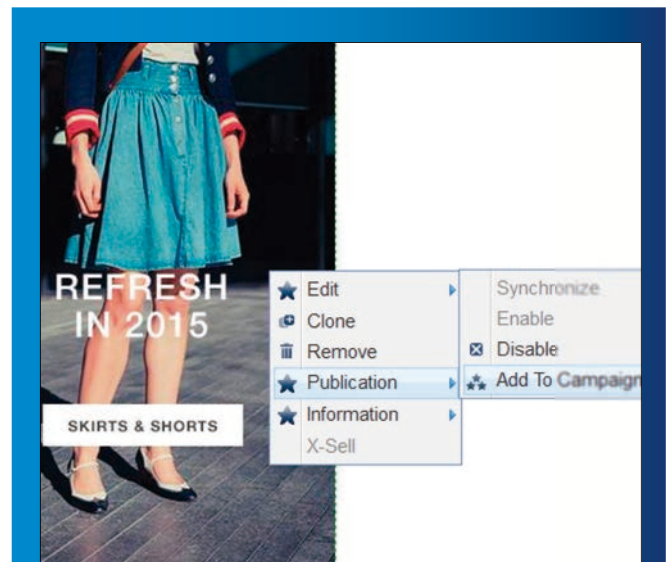 REFRESH
IN 2015
SKIRTS & SHORTS
Edit
Clone
Remove
Publication
Information
X-Sell
Synchronize
Enable
Disable
Add To Campaign